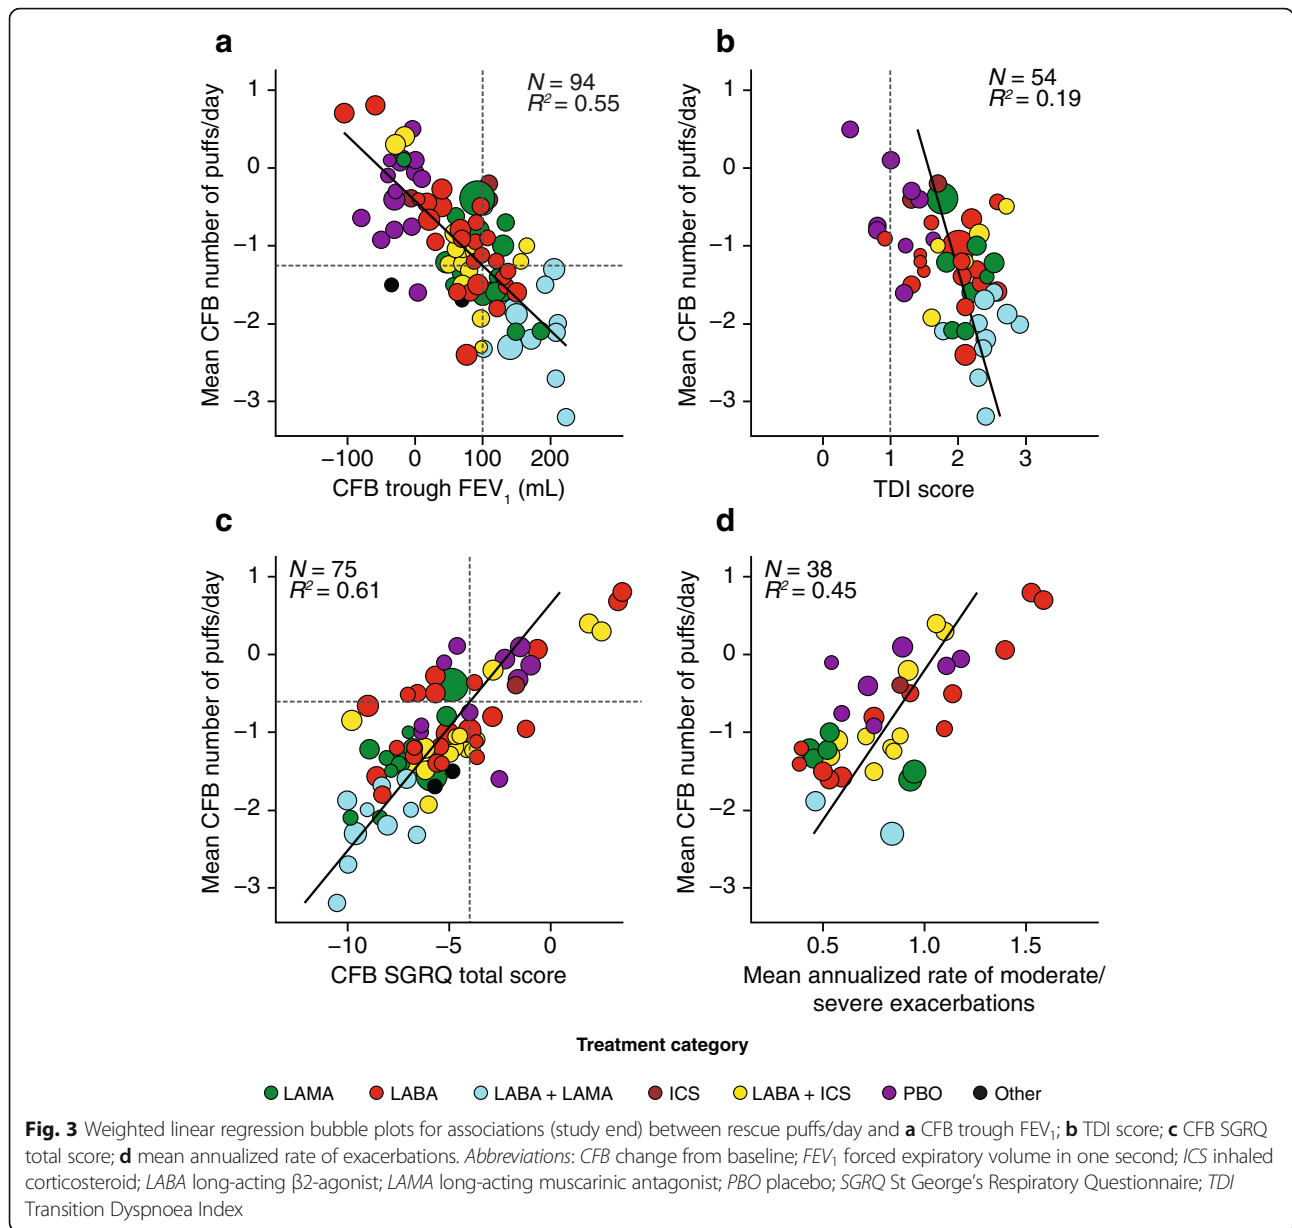 a
N = 94
R² = 0.55
Mean CFB number of puffs/day
1
0
−1
−2
−3
−100 0 100 200
CFB trough FEV₁ (mL)
b
N = 54
R² = 0.19
Mean CFB number of puffs/day
1
0
−1
−2
−3
0 1 2 3
TDI score
c
N = 75
R² = 0.61
Mean CFB number of puffs/day
1
0
−1
−2
−3
−10 −5 0
CFB SGRQ total score
d
N = 38
R² = 0.45
Mean CFB number of puffs/day
1
0
−1
−2
−3
0.5 1.0 1.5
Mean annualized rate of moderate/
severe exacerbations
Treatment category
LAMA LABA LABA + LAMA ICS LABA + ICS PBO Other
Fig. 3 Weighted linear regression bubble plots for associations (study end) between rescue puffs/day and a CFB trough FEV₁; b TDI score; c CFB SGRQ
total score; d mean annualized rate of exacerbations. Abbreviations: CFB change from baseline; FEV₁ forced expiratory volume in one second; ICS inhaled
corticosteroid; LABA long-acting β2-agonist; LAMA long-acting muscarinic antagonist; PBO placebo; SGRQ St George's Respiratory Questionnaire; TDI
Transition Dyspnoea Index